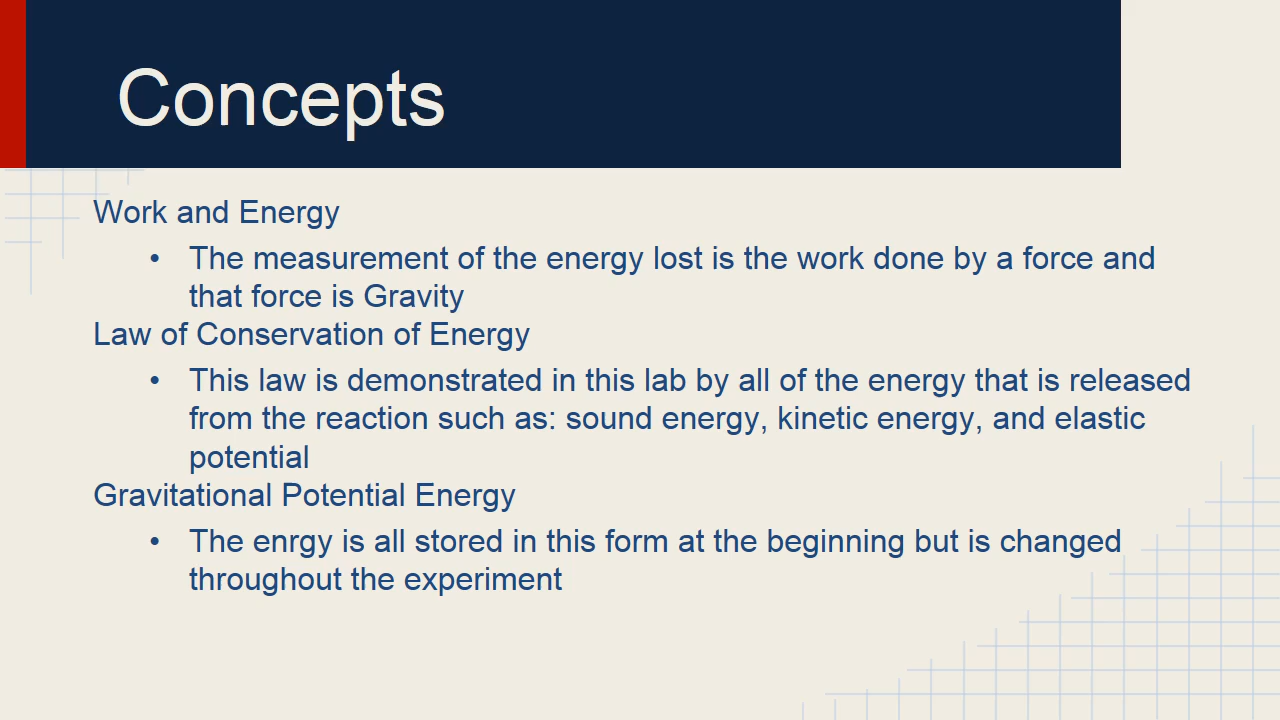 Concepts
Work and Energy
• The measurement of the energy lost is the work done by a force and
that force is Gravity
Law of Conservation of Energy
• This law is demonstrated in this lab by all of the energy that is released
from the reaction such as: sound energy, kinetic energy, and elastic
potential
Gravitational Potential Energy
• The enrgy is all stored in this form at the beginning but is changed
throughout the experiment